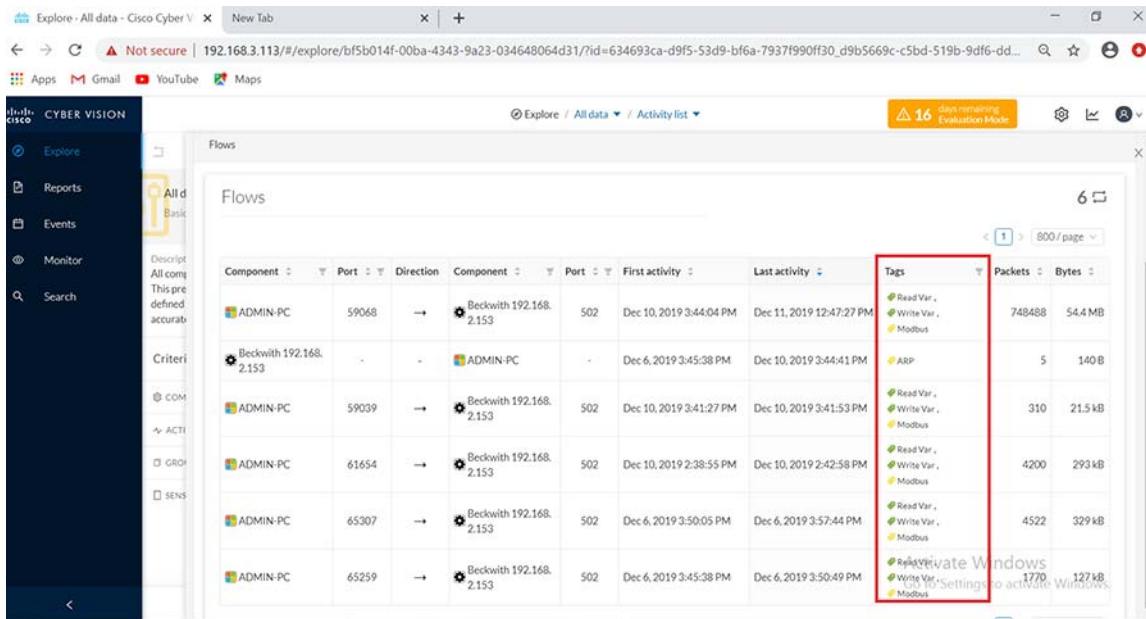 Explore - All data - Cisco Cyber V
New Tab
Not secure | 192.168.3.113/#/explore/bf5b014f-00ba-4343-9a23-034648064d31/?id=634693ca-d9f5-53d9-bf6a-7937f990ff30_d9b5669c-c5bd-519b-9df6-dd...
Apps Gmail YouTube Maps
CISCO CYBER VISION
Explore / All data / Activity list
16 days remaining Evaluation Mode
Explore
Reports
Events
Monitor
Search
All d
Basic
Descript
All comp
This pre
defined
accurate
Criteri
COM
ACTI
GROU
SENS
Flows
Flows
6
1 800 / page
Component Port Direction Component Port First activity Last activity Tags Packets Bytes
ADMIN-PC 59068 → Beckwith 192.168.2.153 502 Dec 10, 2019 3:44:04 PM Dec 11, 2019 12:47:27 PM Read Var , Write Var , Modbus 748488 54.4 MB
Beckwith 192.168.2.153 - - ADMIN-PC - Dec 6, 2019 3:45:38 PM Dec 10, 2019 3:44:41 PM ARP 5 140 B
ADMIN-PC 59039 → Beckwith 192.168.2.153 502 Dec 10, 2019 3:41:27 PM Dec 10, 2019 3:41:53 PM Read Var , Write Var , Modbus 310 21.5 kB
ADMIN-PC 61654 → Beckwith 192.168.2.153 502 Dec 10, 2019 2:38:55 PM Dec 10, 2019 2:42:58 PM Read Var , Write Var , Modbus 4200 293 kB
ADMIN-PC 65307 → Beckwith 192.168.2.153 502 Dec 6, 2019 3:50:05 PM Dec 6, 2019 3:57:44 PM Read Var , Write Var , Modbus 4522 329 kB
ADMIN-PC 65259 → Beckwith 192.168.2.153 502 Dec 6, 2019 3:45:38 PM Dec 6, 2019 3:50:49 PM Read Var , Write Var , Modbus 1770 127 kB
Activate Windows
Go to Settings to activate Windows.